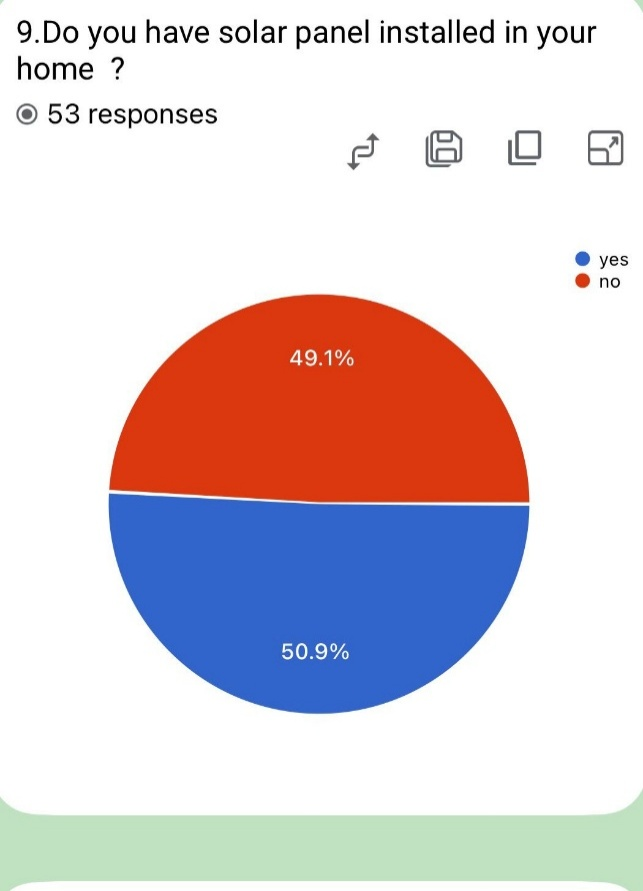 9.Do you have solar panel installed in your
home ?
53 responses
yes
no
49.1%
50.9%